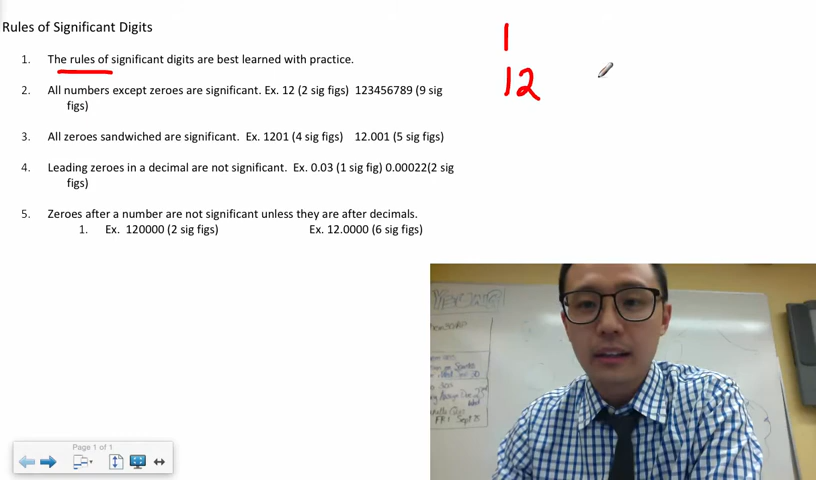 Rules of Significant Digits
1. The rules of significant digits are best learned with practice.
2. All numbers except zeroes are significant. Ex. 12 (2 sig figs) 123456789 (9 sig
figs)
3. All zeroes sandwiched are significant. Ex. 1201 (4 sig figs) 12.001 (5 sig figs)
4. Leading zeroes in a decimal are not significant. Ex. 0.03 (1 sig fig) 0.00022(2 sig
figs)
5. Zeroes after a number are not significant unless they are after decimals.
1. Ex. 120000 (2 sig figs) Ex. 12.0000 (6 sig figs)
1
12
Page 1 of 1